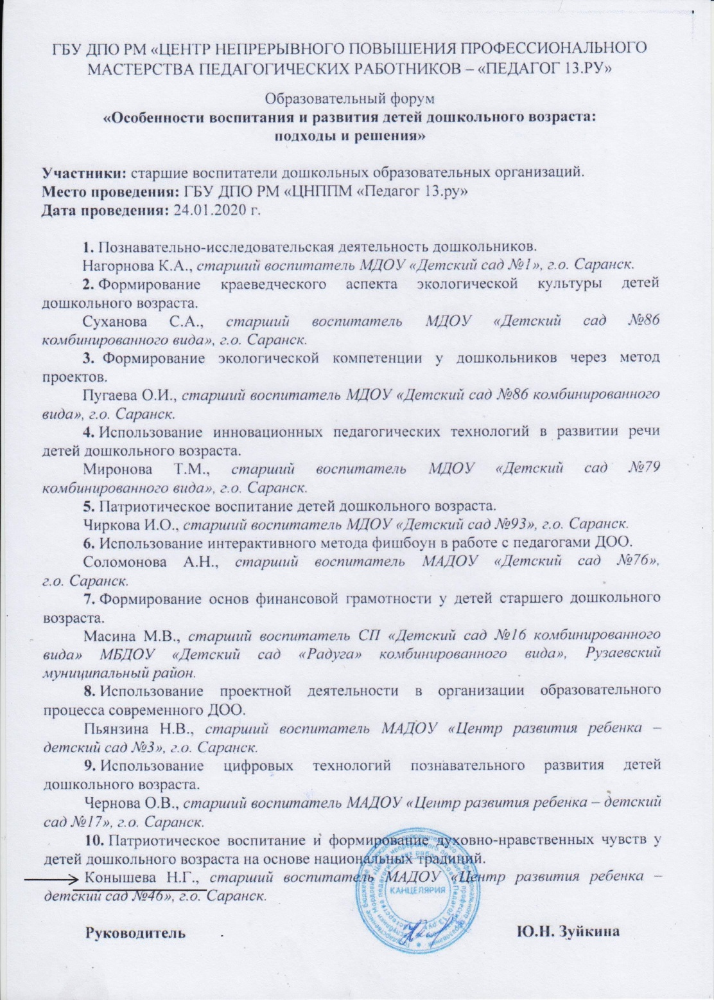 ГБУ ДПО РМ «ЦЕНТР НЕПРЕРЫВНОГО ПОВЫШЕНИЯ ПРОФЕССИОНАЛЬНОГО
МАСТЕРСТВА ПЕДАГОГИЧЕСКИХ РАБОТНИКОВ – «ПЕДАГОГ 13.РУ»
Образовательный форум
«Особенности воспитания и развития детей дошкольного возраста:
подходы и решения»
Участники: старшие воспитатели дошкольных образовательных организаций.
Место проведения: ГБУ ДПО РМ «ЦНППМ «Педагог 13.ру»
Дата проведения: 24.01.2020 г.
1. Познавательно-исследовательская деятельность дошкольников.
Нагорнова К.А., старший воспитатель МДОУ «Детский сад №1», г.о. Саранск.
2. Формирование краеведческого аспекта экологической культуры детей
дошкольного возраста.
Суханова С.А., старший воспитатель МДОУ «Детский сад №86
комбинированного вида», г.о. Саранск.
3. Формирование экологической компетенции у дошкольников через метод
проектов.
Пугаева О.И., старший воспитатель МДОУ «Детский сад №86 комбинированного
вида», г.о. Саранск.
4. Использование инновационных педагогических технологий в развитии речи
детей дошкольного возраста.
Миронова Т.М., старший воспитатель МДОУ «Детский сад №79
комбинированного вида», г.о. Саранск.
5. Патриотическое воспитание детей дошкольного возраста.
Чиркова И.О., старший воспитатель МДОУ «Детский сад №93», г.о. Саранск.
6. Использование интерактивного метода фишбоун в работе с педагогами ДОО.
Соломонова А.Н., старший воспитатель МАДОУ «Детский сад №76»,
г.о. Саранск.
7. Формирование основ финансовой грамотности у детей старшего дошкольного
возраста.
Масина М.В., старший воспитатель СП «Детский сад №16 комбинированного
вида» МБДОУ «Детский сад «Радуга» комбинированного вида», Рузаевский
муниципальный район.
8. Использование проектной деятельности в организации образовательного
процесса современного ДОО.
Пьянзина Н.В., старший воспитатель МАДОУ «Центр развития ребенка –
детский сад №3», г.о. Саранск.
9. Использование цифровых технологий познавательного развития детей
дошкольного возраста.
Чернова О.В., старший воспитатель МАДОУ «Центр развития ребенка – детский
сад №17», г.о. Саранск.
10. Патриотическое воспитание и формирование духовно-нравственных чувств у
детей дошкольного возраста на основе национальных традиций.
Конышева Н.Г., старший воспитатель МАДОУ «Центр развития ребенка –
детский сад №46», г.о. Саранск.
КАНЦЕЛЯРИЯ
Руководитель Ю.Н. Зуйкина